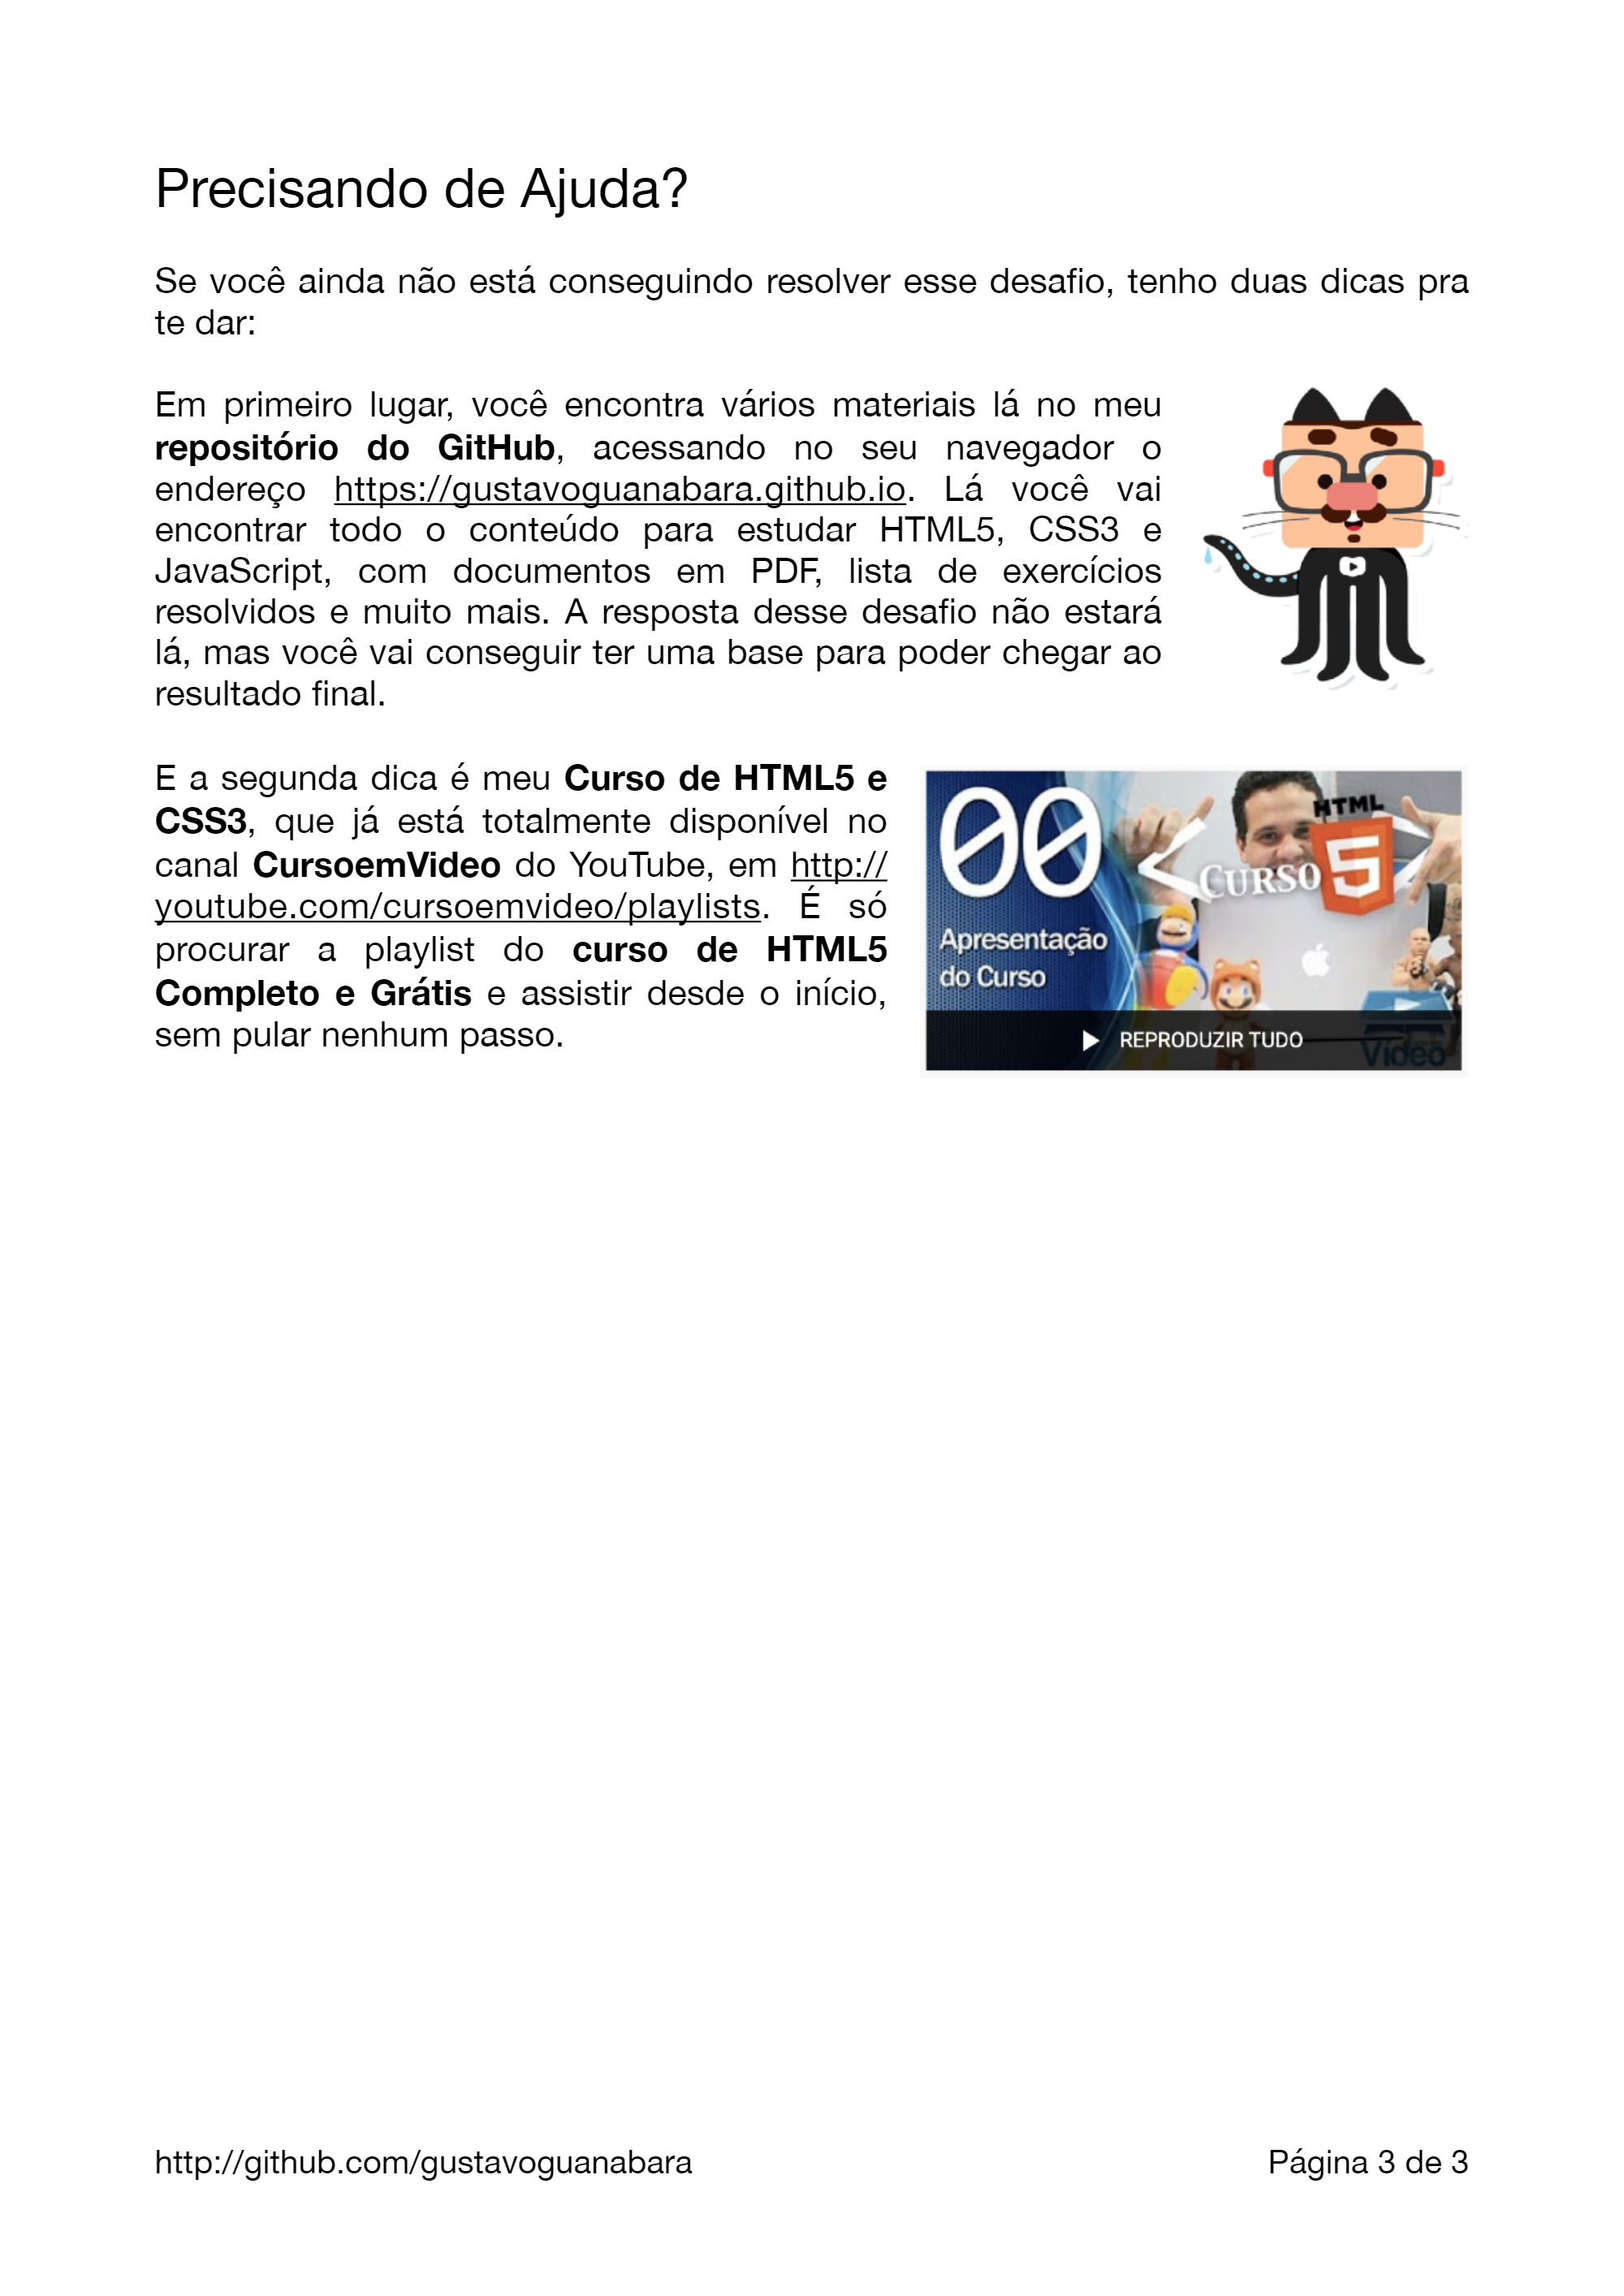 Precisando de Ajuda?
Se você ainda não está conseguindo resolver esse desafio, tenho duas dicas pra
te dar:
Em primeiro lugar, você encontra vários materiais lá no meu
repositório do GitHub, acessando no seu navegador o
endereço https://gustavoguanabara.github.io. Lá você vai
encontrar todo o conteúdo para estudar HTML5, CSS3 e
JavaScript, com documentos em PDF, lista de exercícios
resolvidos e muito mais. A resposta desse desafio não estará
lá, mas você vai conseguir ter uma base para poder chegar ao
resultado final.
E a segunda dica é meu Curso de HTML5 e
CSS3, que já está totalmente disponível no
canal CursoemVideo do YouTube, em http://
youtube.com/cursoemvideo/playlists. É só
procurar a playlist do curso de HTML5
Completo e Grátis e assistir desde o início,
sem pular nenhum passo.
00
HTML
CURSO 5
Apresentação
do Curso
REPRODUZIR TUDO
Vídeo
http://github.com/gustavoguanabara
Página 3 de 3